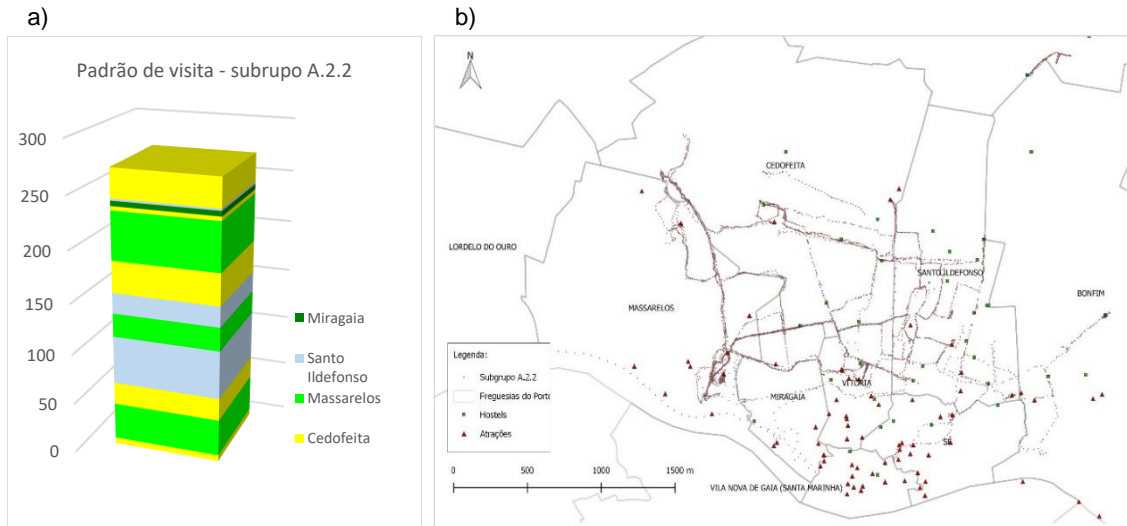 a)
Padrão de visita - subrupo A.2.2
300
250
200
150
100
50
0
Miragaia
Santo
Ildefonso
Massarelos
Cedofeita
b)
N
CEDOFEITA
LORDELO DO OURO
SANTO ILDEFONSO
BONFIM
MASSARELOS
Legenda:
Subgrupo A.2.2
Freguesias do Porto
Hostels
Atrações
VITÓRIA
MIRAGAIA
SÉ
0 500 1000 1500 m
VILA NOVA DE GAIA (SANTA MARINHA)